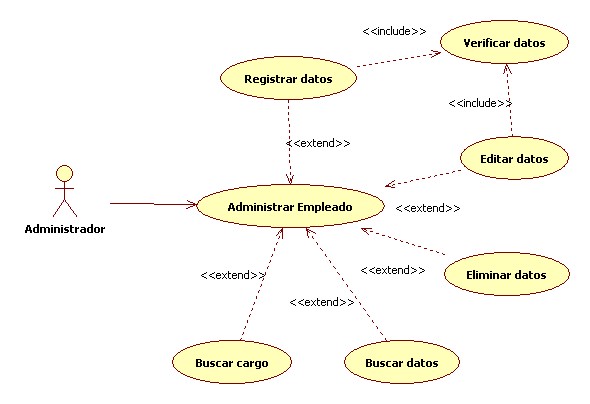 <<include>>
Verificar datos
Registrar datos
<<include>>
<<extend>>
Editar datos
Administrar Empleado
<<extend>>
Administrador
<<extend>>
<<extend>>
Eliminar datos
<<extend>>
Buscar cargo
Buscar datos